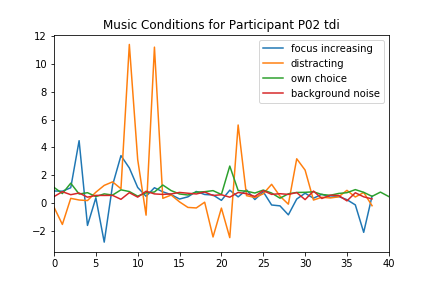 Music Conditions for Participant P02 tdi
focus increasing
distracting
own choice
background noise
12
10
8
6
4
2
0
−2
0 5 10 15 20 25 30 35 40